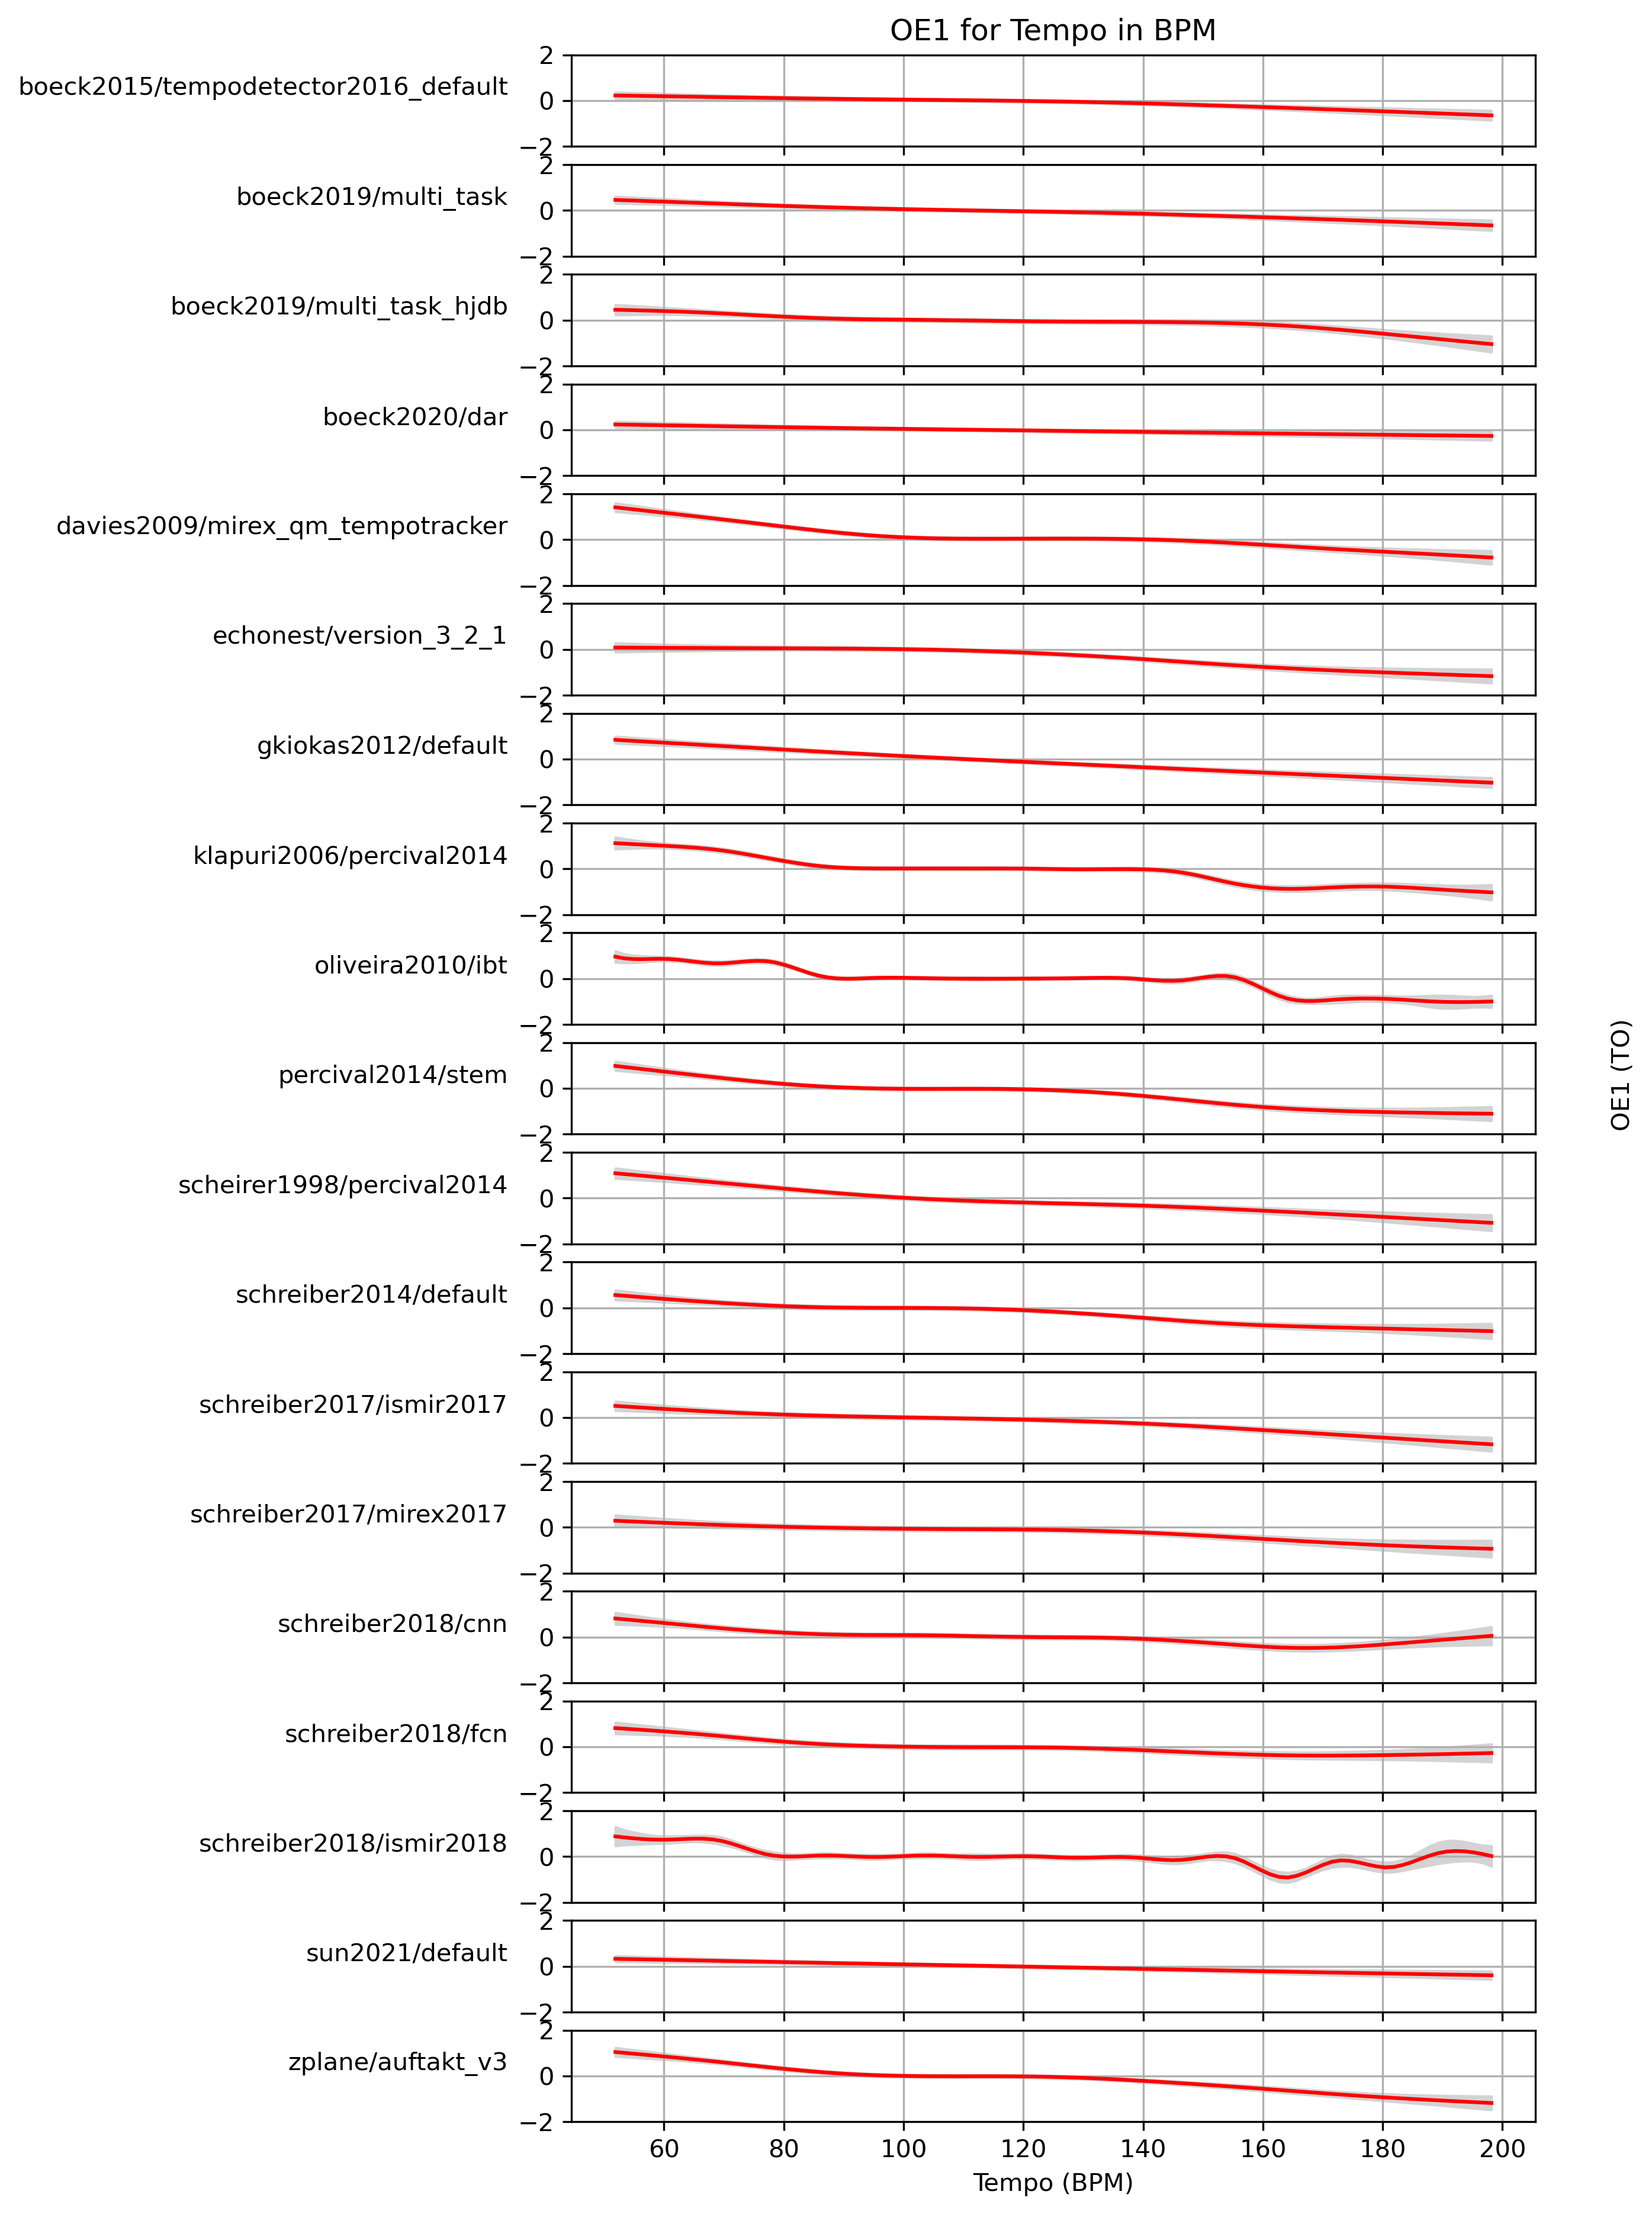 OE1 for Tempo in BPM
boeck2015/tempodetector2016_default
2
0
−2
boeck2019/multi_task
2
0
−2
boeck2019/multi_task_hjdb
2
0
−2
boeck2020/dar
2
0
−2
davies2009/mirex_qm_tempotracker
2
0
−2
echonest/version_3_2_1
2
0
−2
gkiokas2012/default
2
0
−2
klapuri2006/percival2014
2
0
−2
oliveira2010/ibt
2
0
−2
percival2014/stem
2
0
−2
scheirer1998/percival2014
2
0
−2
schreiber2014/default
2
0
−2
schreiber2017/ismir2017
2
0
−2
schreiber2017/mirex2017
2
0
−2
schreiber2018/cnn
2
0
−2
schreiber2018/fcn
2
0
−2
schreiber2018/ismir2018
2
0
−2
sun2021/default
2
0
−2
zplane/auftakt_v3
2
0
−2
60 80 100 120 140 160 180 200
Tempo (BPM)
OE1 (TO)